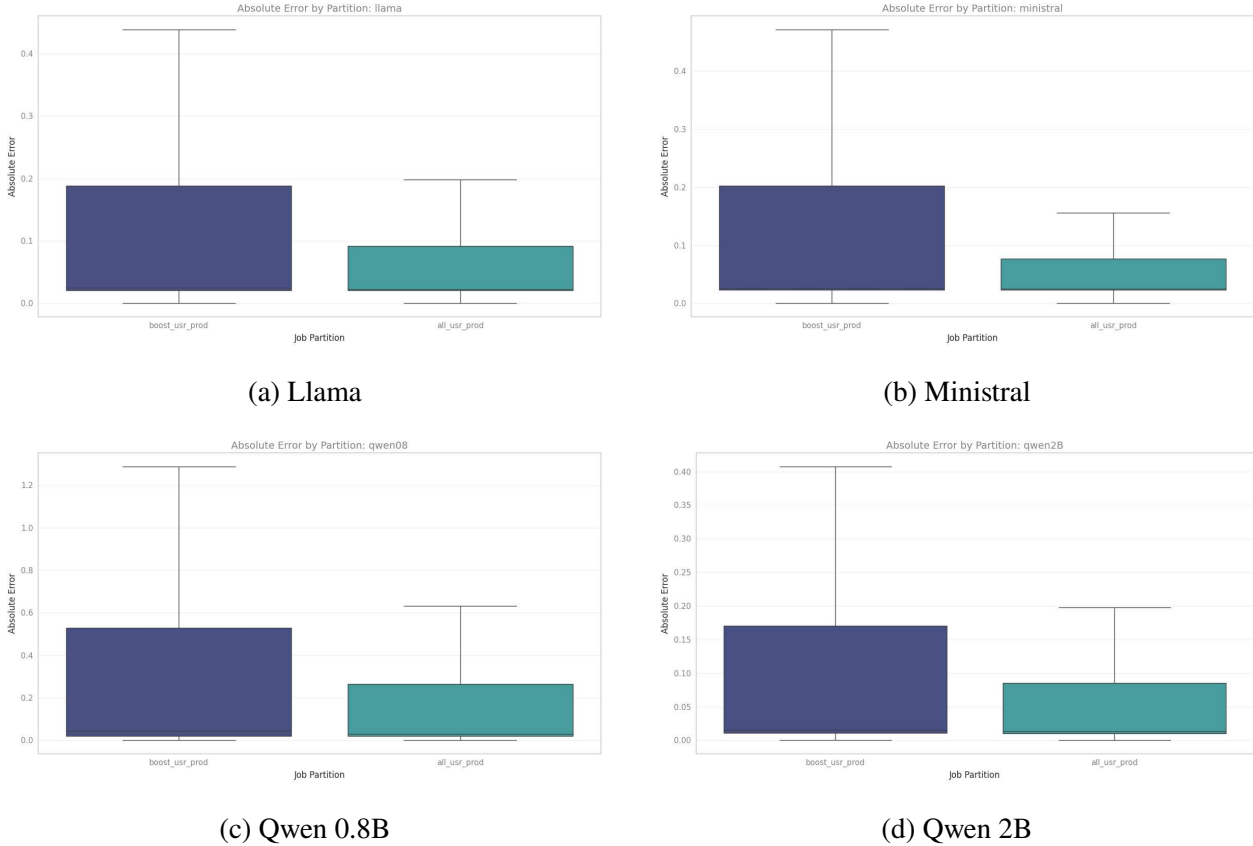 Absolute Error by Partition: llama
0.4
0.3
0.2
0.1
0.0
Absolute Error
boost_usr_prod
all_usr_prod
Job Partition
(a) Llama
Absolute Error by Partition: ministral
0.4
0.3
0.2
0.1
0.0
Absolute Error
boost_usr_prod
all_usr_prod
Job Partition
(b) Ministral
Absolute Error by Partition: qwen08
1.2
1.0
0.8
0.6
0.4
0.2
0.0
Absolute Error
boost_usr_prod
all_usr_prod
Job Partition
(c) Qwen 0.8B
Absolute Error by Partition: qwen2B
0.40
0.35
0.30
0.25
0.20
0.15
0.10
0.05
0.00
Absolute Error
boost_usr_prod
all_usr_prod
Job Partition
(d) Qwen 2B